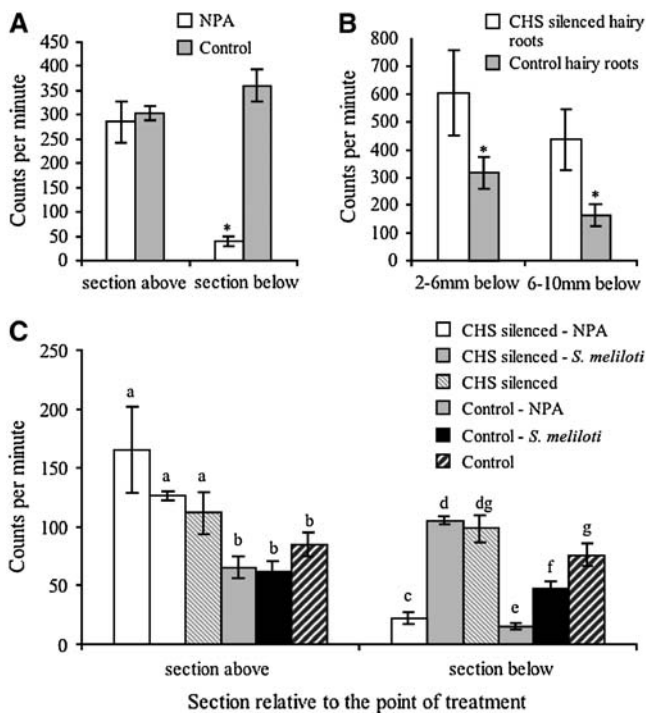 A
NPA
Control
Counts per minute
450
400
350
300
250
200
150
100
50
0
*
section above
section below
B
CHS silenced hairy
roots
Control hairy roots
Counts per minute
800
700
600
500
400
300
200
100
0
*
*
2-6mm below
6-10mm below
C
CHS silenced - NPA
CHS silenced - S. meliloti
CHS silenced
Control - NPA
Control - S. meliloti
Control
Counts per minute
250
200
150
100
50
0
a
a
a
b
b
b
c
d
dg
e
f
g
section above
section below
Section relative to the point of treatment